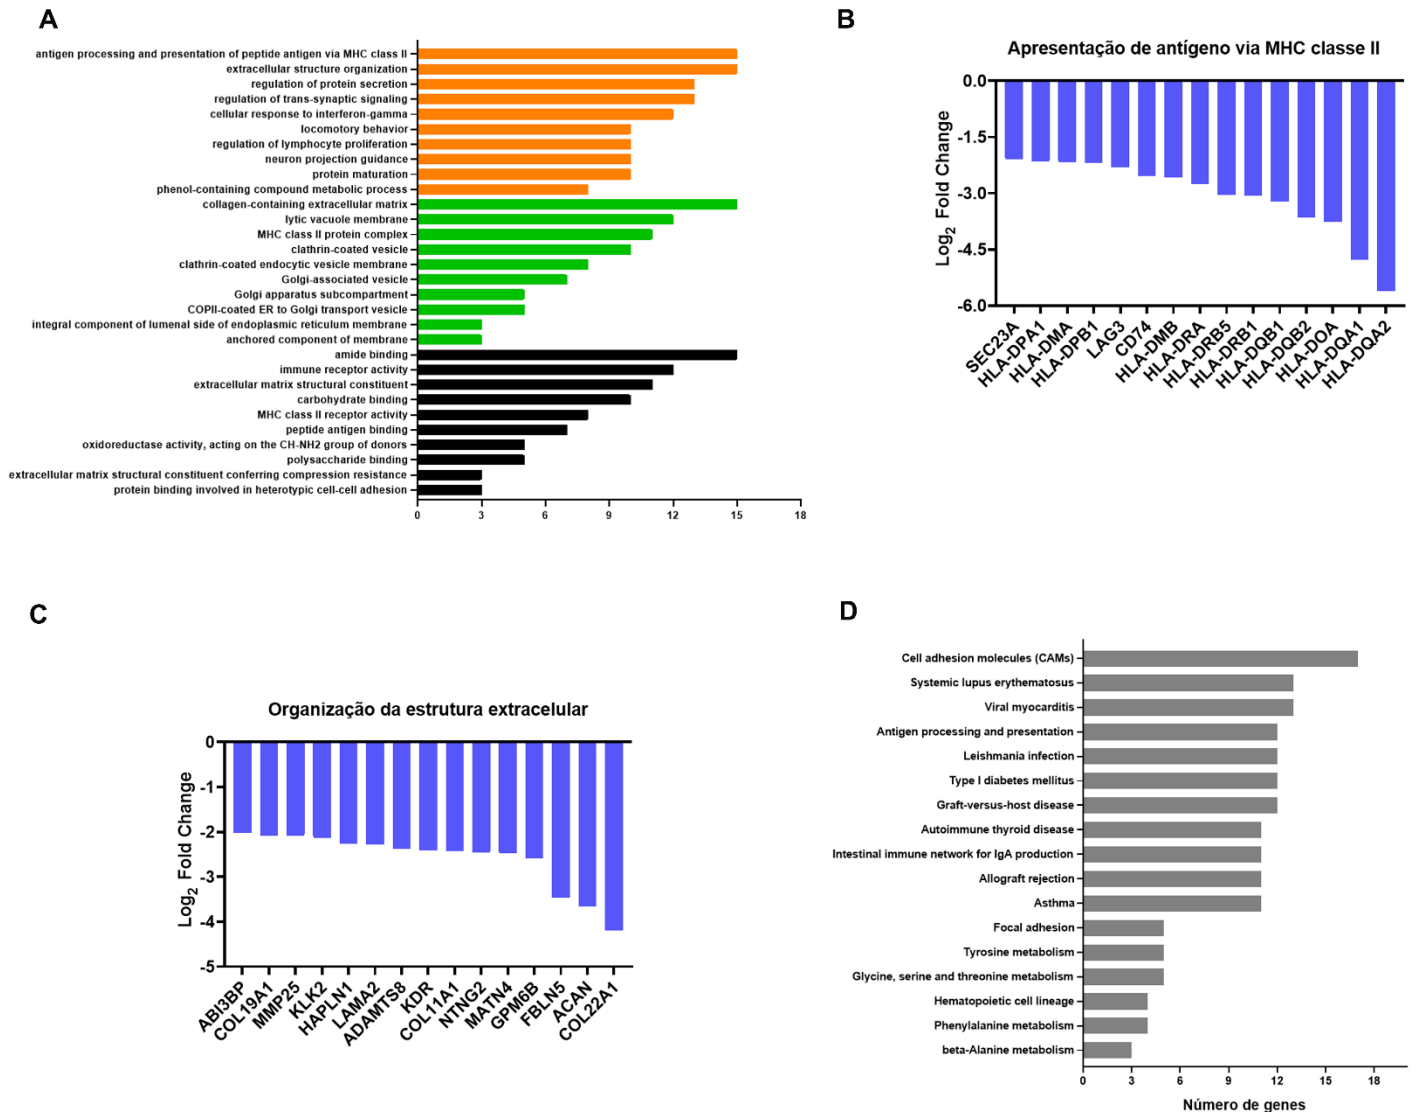 A
antigen processing and presentation of peptide antigen via MHC class II
extracellular structure organization
regulation of protein secretion
regulation of trans-synaptic signaling
cellular response to interferon-gamma
locomotory behavior
regulation of lymphocyte proliferation
neuron projection guidance
protein maturation
phenol-containing compound metabolic process
collagen-containing extracellular matrix
lytic vacuole membrane
MHC class II protein complex
clathrin-coated vesicle
clathrin-coated endocytic vesicle membrane
Golgi-associated vesicle
Golgi apparatus subcompartment
COPII-coated ER to Golgi transport vesicle
integral component of lumenal side of endoplasmic reticulum membrane
anchored component of membrane
amide binding
immune receptor activity
extracellular matrix structural constituent
carbohydrate binding
MHC class II receptor activity
peptide antigen binding
oxidoreductase activity, acting on the CH-NH2 group of donors
polysaccharide binding
extracellular matrix structural constituent conferring compression resistance
protein binding involved in heterotypic cell-cell adhesion
0 3 6 9 12 15 18
B
Apresentação de antígeno via MHC classe II
Log2 Fold Change
0.0
-1.5
-3.0
-4.5
-6.0
SEC23A
HLA-DPA1
HLA-DMA
HLA-DPB1
LAG3
CD74
HLA-DMB
HLA-DRA
HLA-DRB5
HLA-DRB1
HLA-DQB1
HLA-DQB2
HLA-DOA
HLA-DQA1
HLA-DQA2
C
Organização da estrutura extracelular
Log2 Fold Change
0
-1
-2
-3
-4
-5
ABI3BP
COL19A1
MMP25
KLK2
HAPLN1
LAMA2
ADAMTS8
KDR
COL11A1
NTNG2
MATN4
GPM6B
FBLN5
ACAN
COL22A1
D
Cell adhesion molecules (CAMs)
Systemic lupus erythematosus
Viral myocarditis
Antigen processing and presentation
Leishmania infection
Type I diabetes mellitus
Graft-versus-host disease
Autoimmune thyroid disease
Intestinal immune network for IgA production
Allograft rejection
Asthma
Focal adhesion
Tyrosine metabolism
Glycine, serine and threonine metabolism
Hematopoietic cell lineage
Phenylalanine metabolism
beta-Alanine metabolism
0 3 6 9 12 15 18
Número de genes